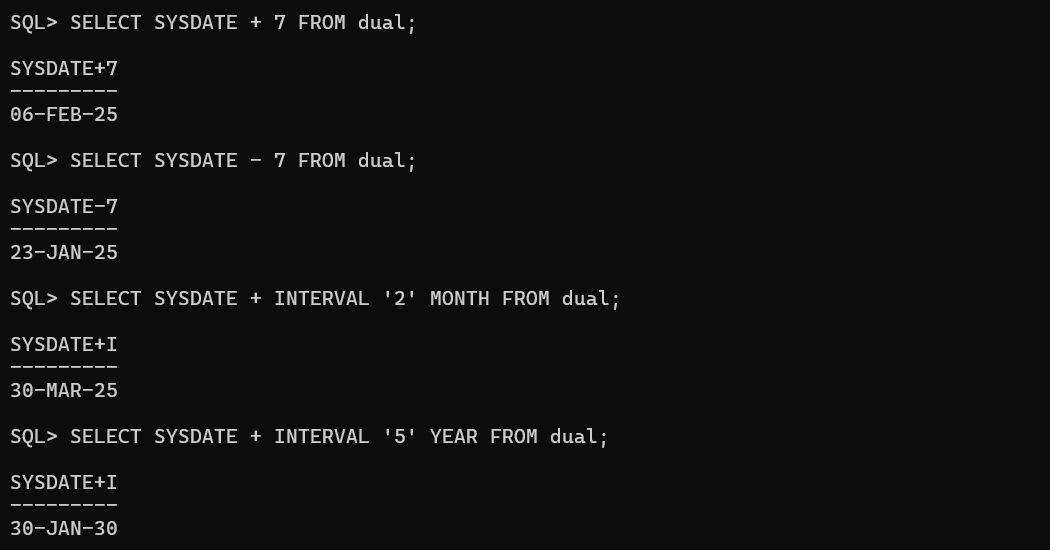 SQL> SELECT SYSDATE + 7 FROM dual;
SYSDATE+7
---------
06-FEB-25
SQL> SELECT SYSDATE - 7 FROM dual;
SYSDATE-7
---------
23-JAN-25
SQL> SELECT SYSDATE + INTERVAL '2' MONTH FROM dual;
SYSDATE+I
---------
30-MAR-25
SQL> SELECT SYSDATE + INTERVAL '5' YEAR FROM dual;
SYSDATE+I
---------
30-JAN-30